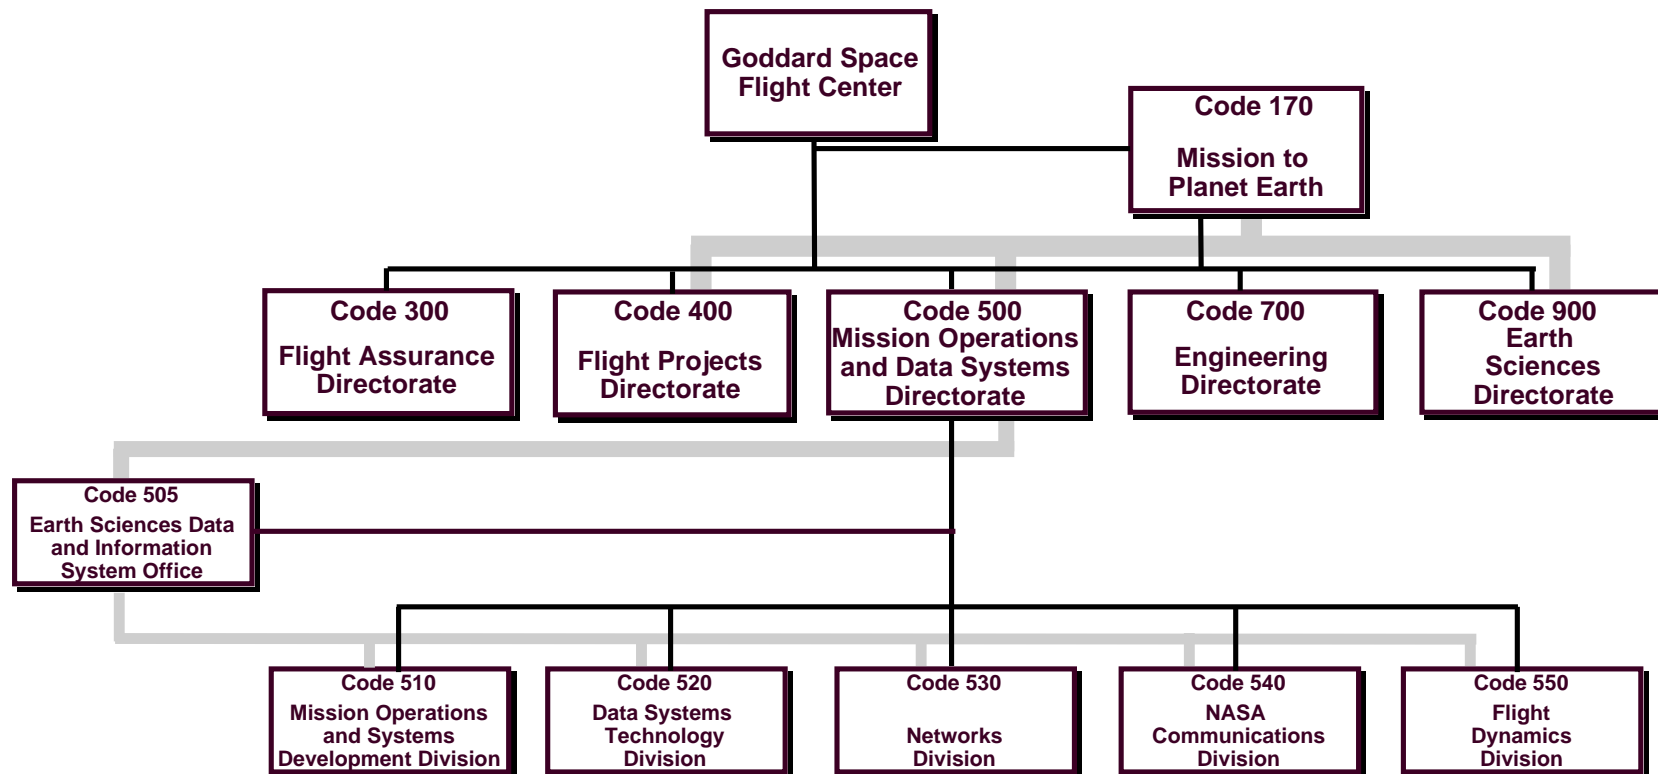 Goddard Space
Flight Center
Code 170
Mission to
Planet Earth
Code 300
Flight Assurance
Directorate
Code 400
Flight Projects
Directorate
Code 500
Mission Operations
and Data Systems
Directorate
Code 700
Engineering
Directorate
Code 900
Earth
Sciences
Directorate
Code 505
Earth Sciences Data
and Information
System Office
Code 510
Mission Operations
and Systems
Development Division
Code 520
Data Systems
Technology
Division
Code 530
Networks
Division
Code 540
NASA
Communications
Division
Code 550
Flight
Dynamics
Division